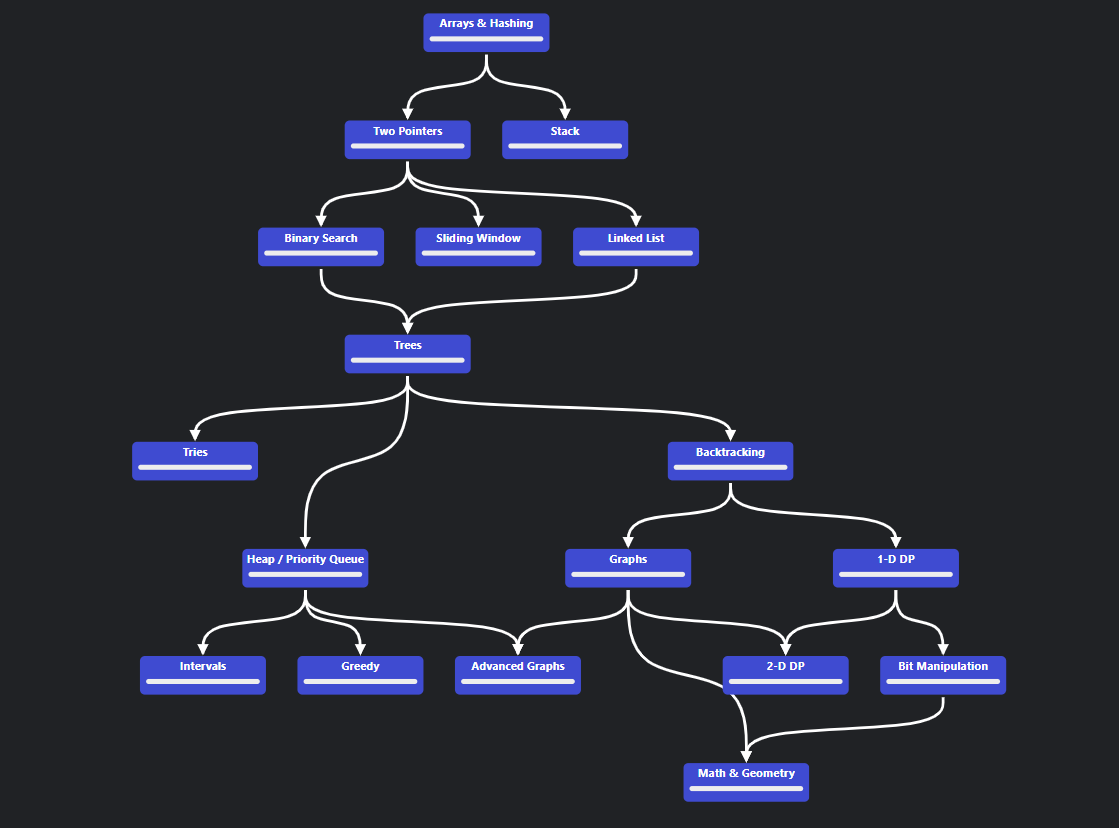 Arrays & Hashing
Two Pointers
Stack
Binary Search
Sliding Window
Linked List
Trees
Tries
Backtracking
Heap / Priority Queue
Graphs
1-D DP
Intervals
Greedy
Advanced Graphs
2-D DP
Bit Manipulation
Math & Geometry